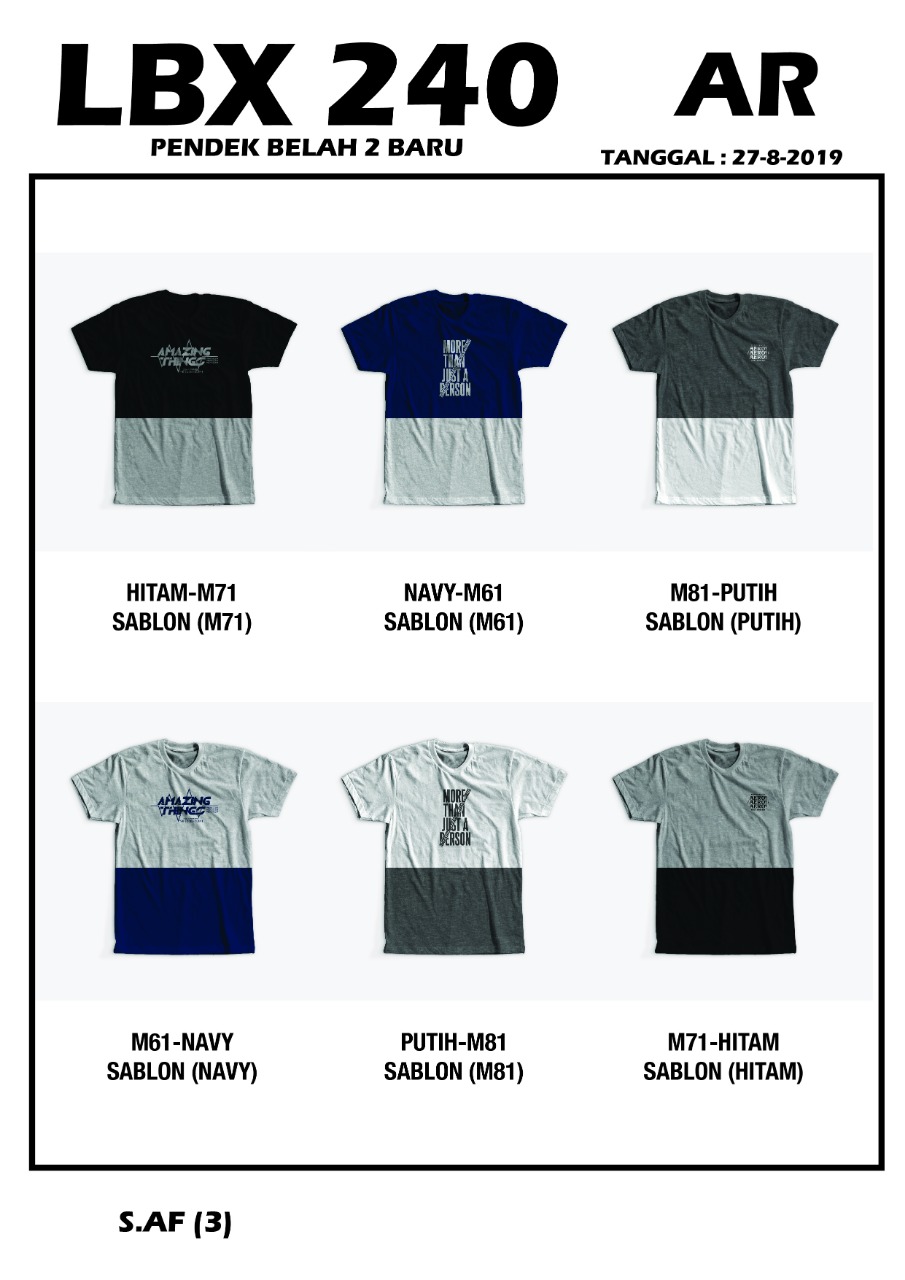 LBX 240
AR
PENDEK BELAH 2 BARU
TANGGAL : 27-8-2019
AMAZING
THINGS
MORE
THAN
JUST A
PERSON
HITAM-M71
NAVY-M61
M81-PUTIH
SABLON (M71)
SABLON (M61)
SABLON (PUTIH)
AMAZING
THINGS
MORE
THAN
JUST A
PERSON
M61-NAVY
PUTIH-M81
M71-HITAM
SABLON (NAVY)
SABLON (M81)
SABLON (HITAM)
S.AF (3)